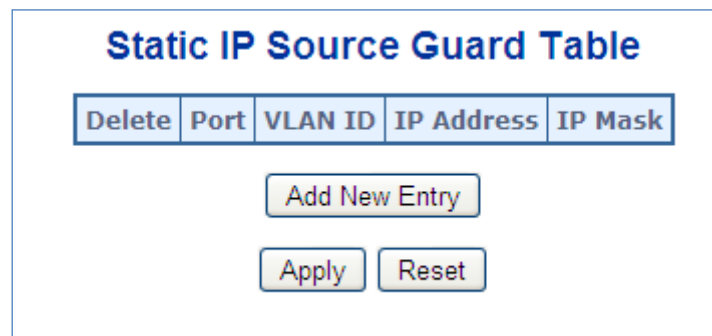 Static IP Source Guard Table
Delete Port VLAN ID IP Address IP Mask
Add New Entry
Apply Reset